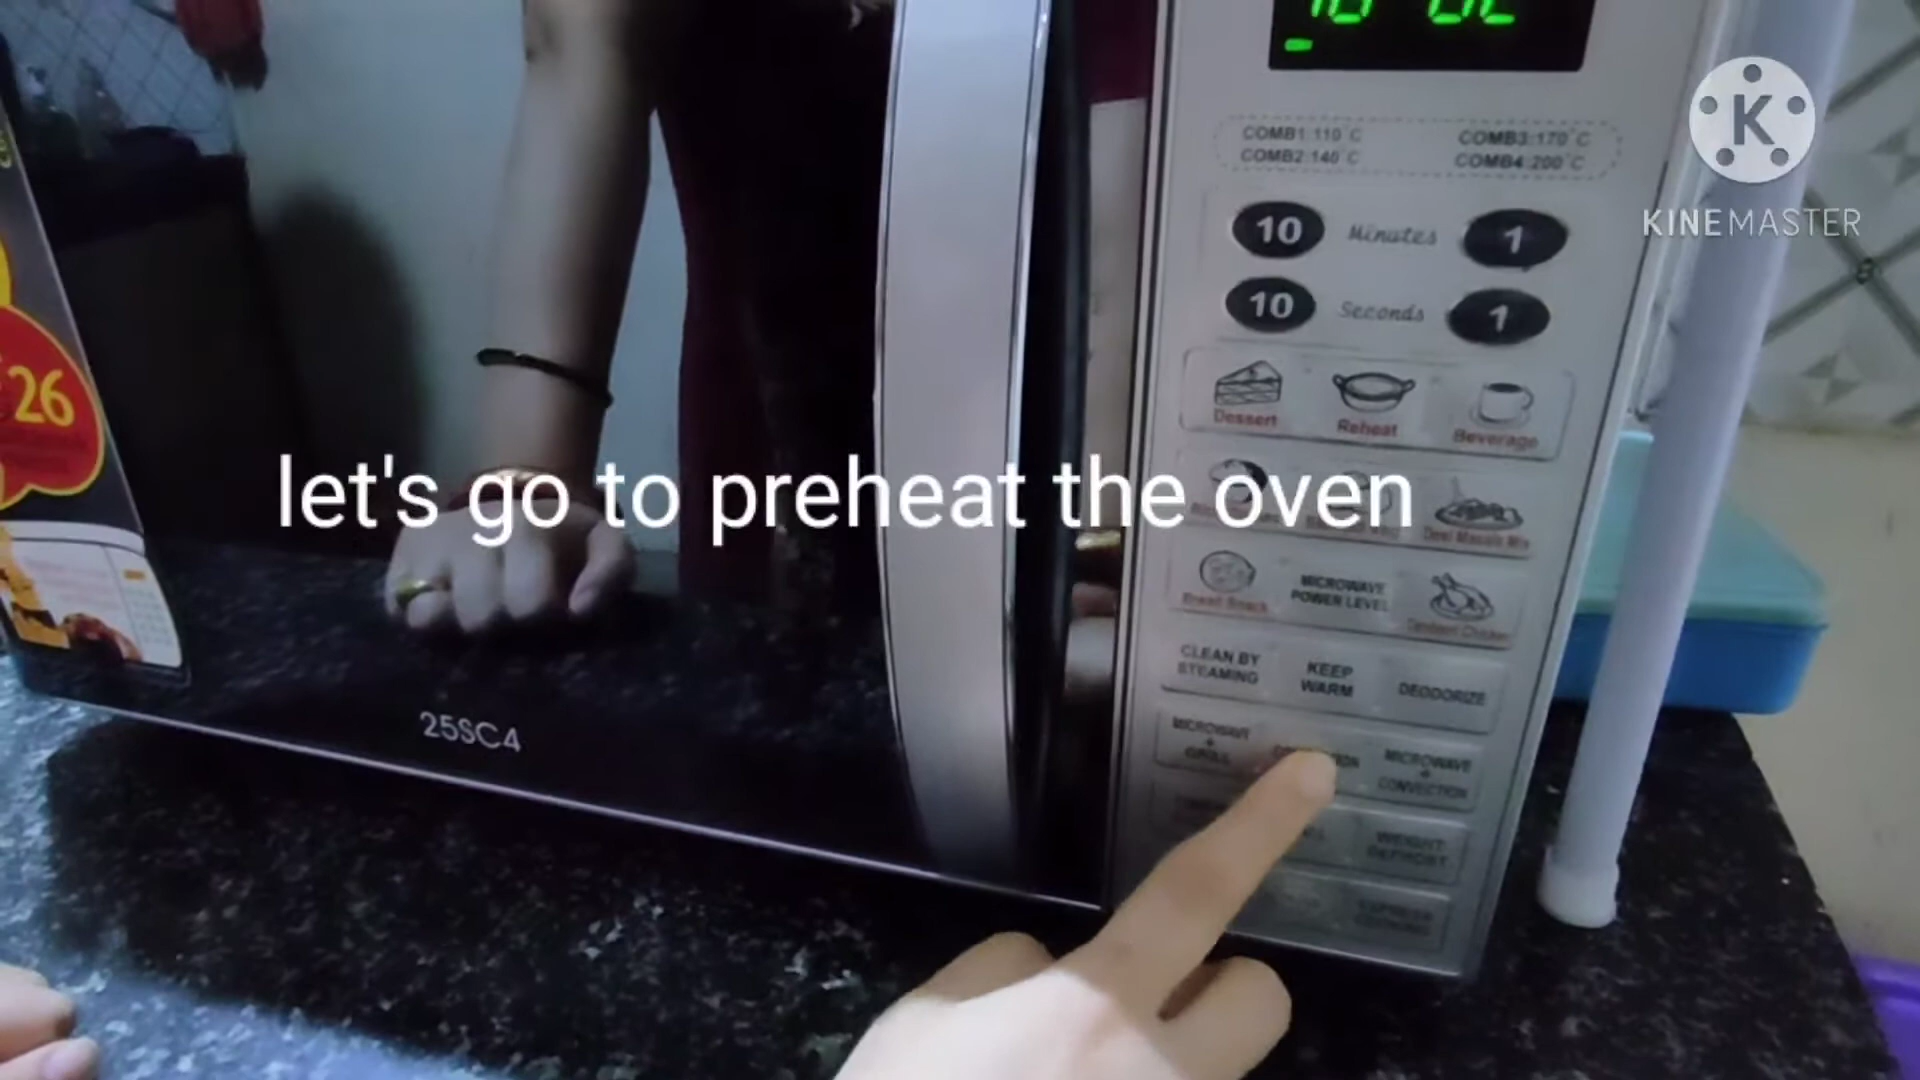 COMB1:110°C COMB3:170°C
COMB2:140°C COMB4:200°C
K
KINEMASTER
10 Minutes 1
10 Seconds 1
26
Dessert Reheat Beverage
let's go to preheat the oven
MICROWAVE
POWER LEVEL
CLEAN BY
STEAMING
KEEP
WARM
DEODORIZE
25SC4
MICROWAVE
+
GRILL
MICROWAVE
+
CONVECTION
WEIGHT
DEFROST